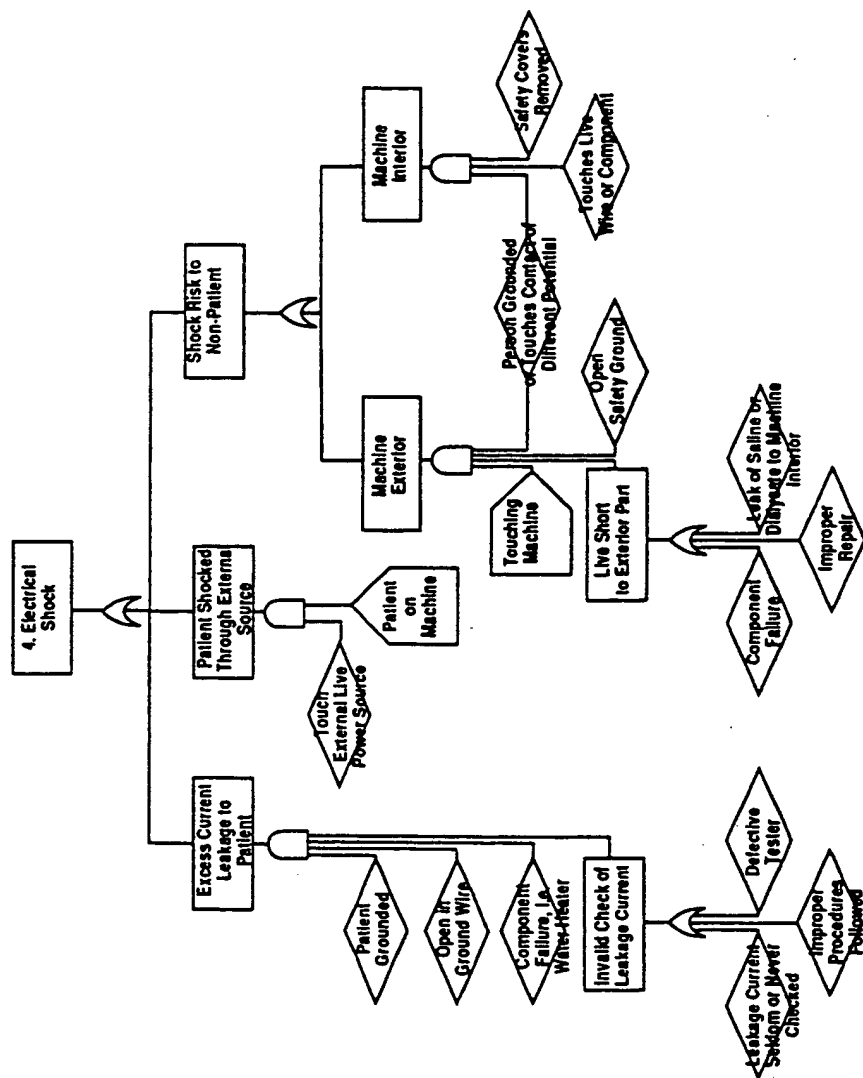 4. Electrical
Shock
Excess Current
Leakage to
Patient
Patient Shocked
Through External
Source
Shock Risk to
Non-Patient
Patient
Grounded
Open in
Ground Wire
Component
Failure, i.e
Water Heater
Invalid Check of
Leakage Current
Leakage Current
Seldom or Never
Checked
Improper
Procedures
Followed
Defective
Tester
Touch
External Live
Power Source
Patient
on
Machine
Machine
Exterior
Machine
Interior
Touching
Machine
Live Short
to Exterior Part
Open
Safety Ground
Person Grounded
or Touches Contact of
Different Potential
Component
Failure
Improper
Repair
Leak of Saline or
Dialysate to Machine
Interior
Touches Live
Wire or Component
Safety Covers
Removed